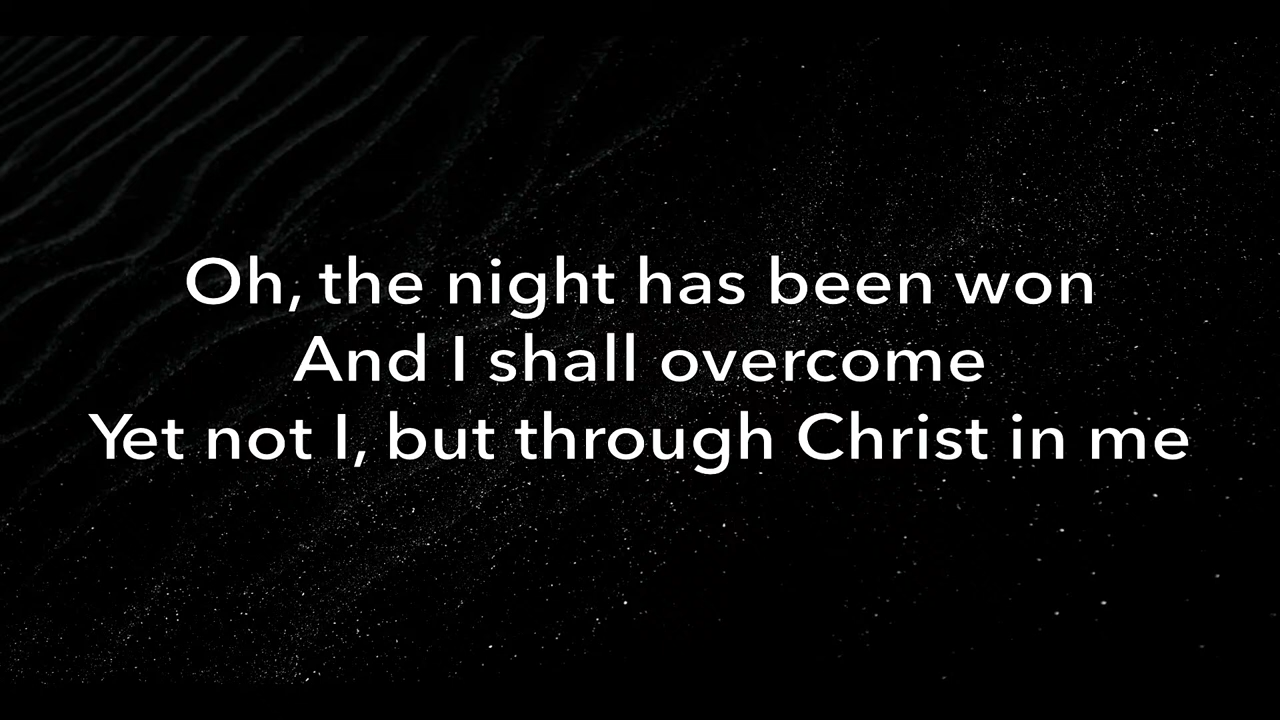 Oh, the night has been won
And I shall overcome
Yet not I, but through Christ in me